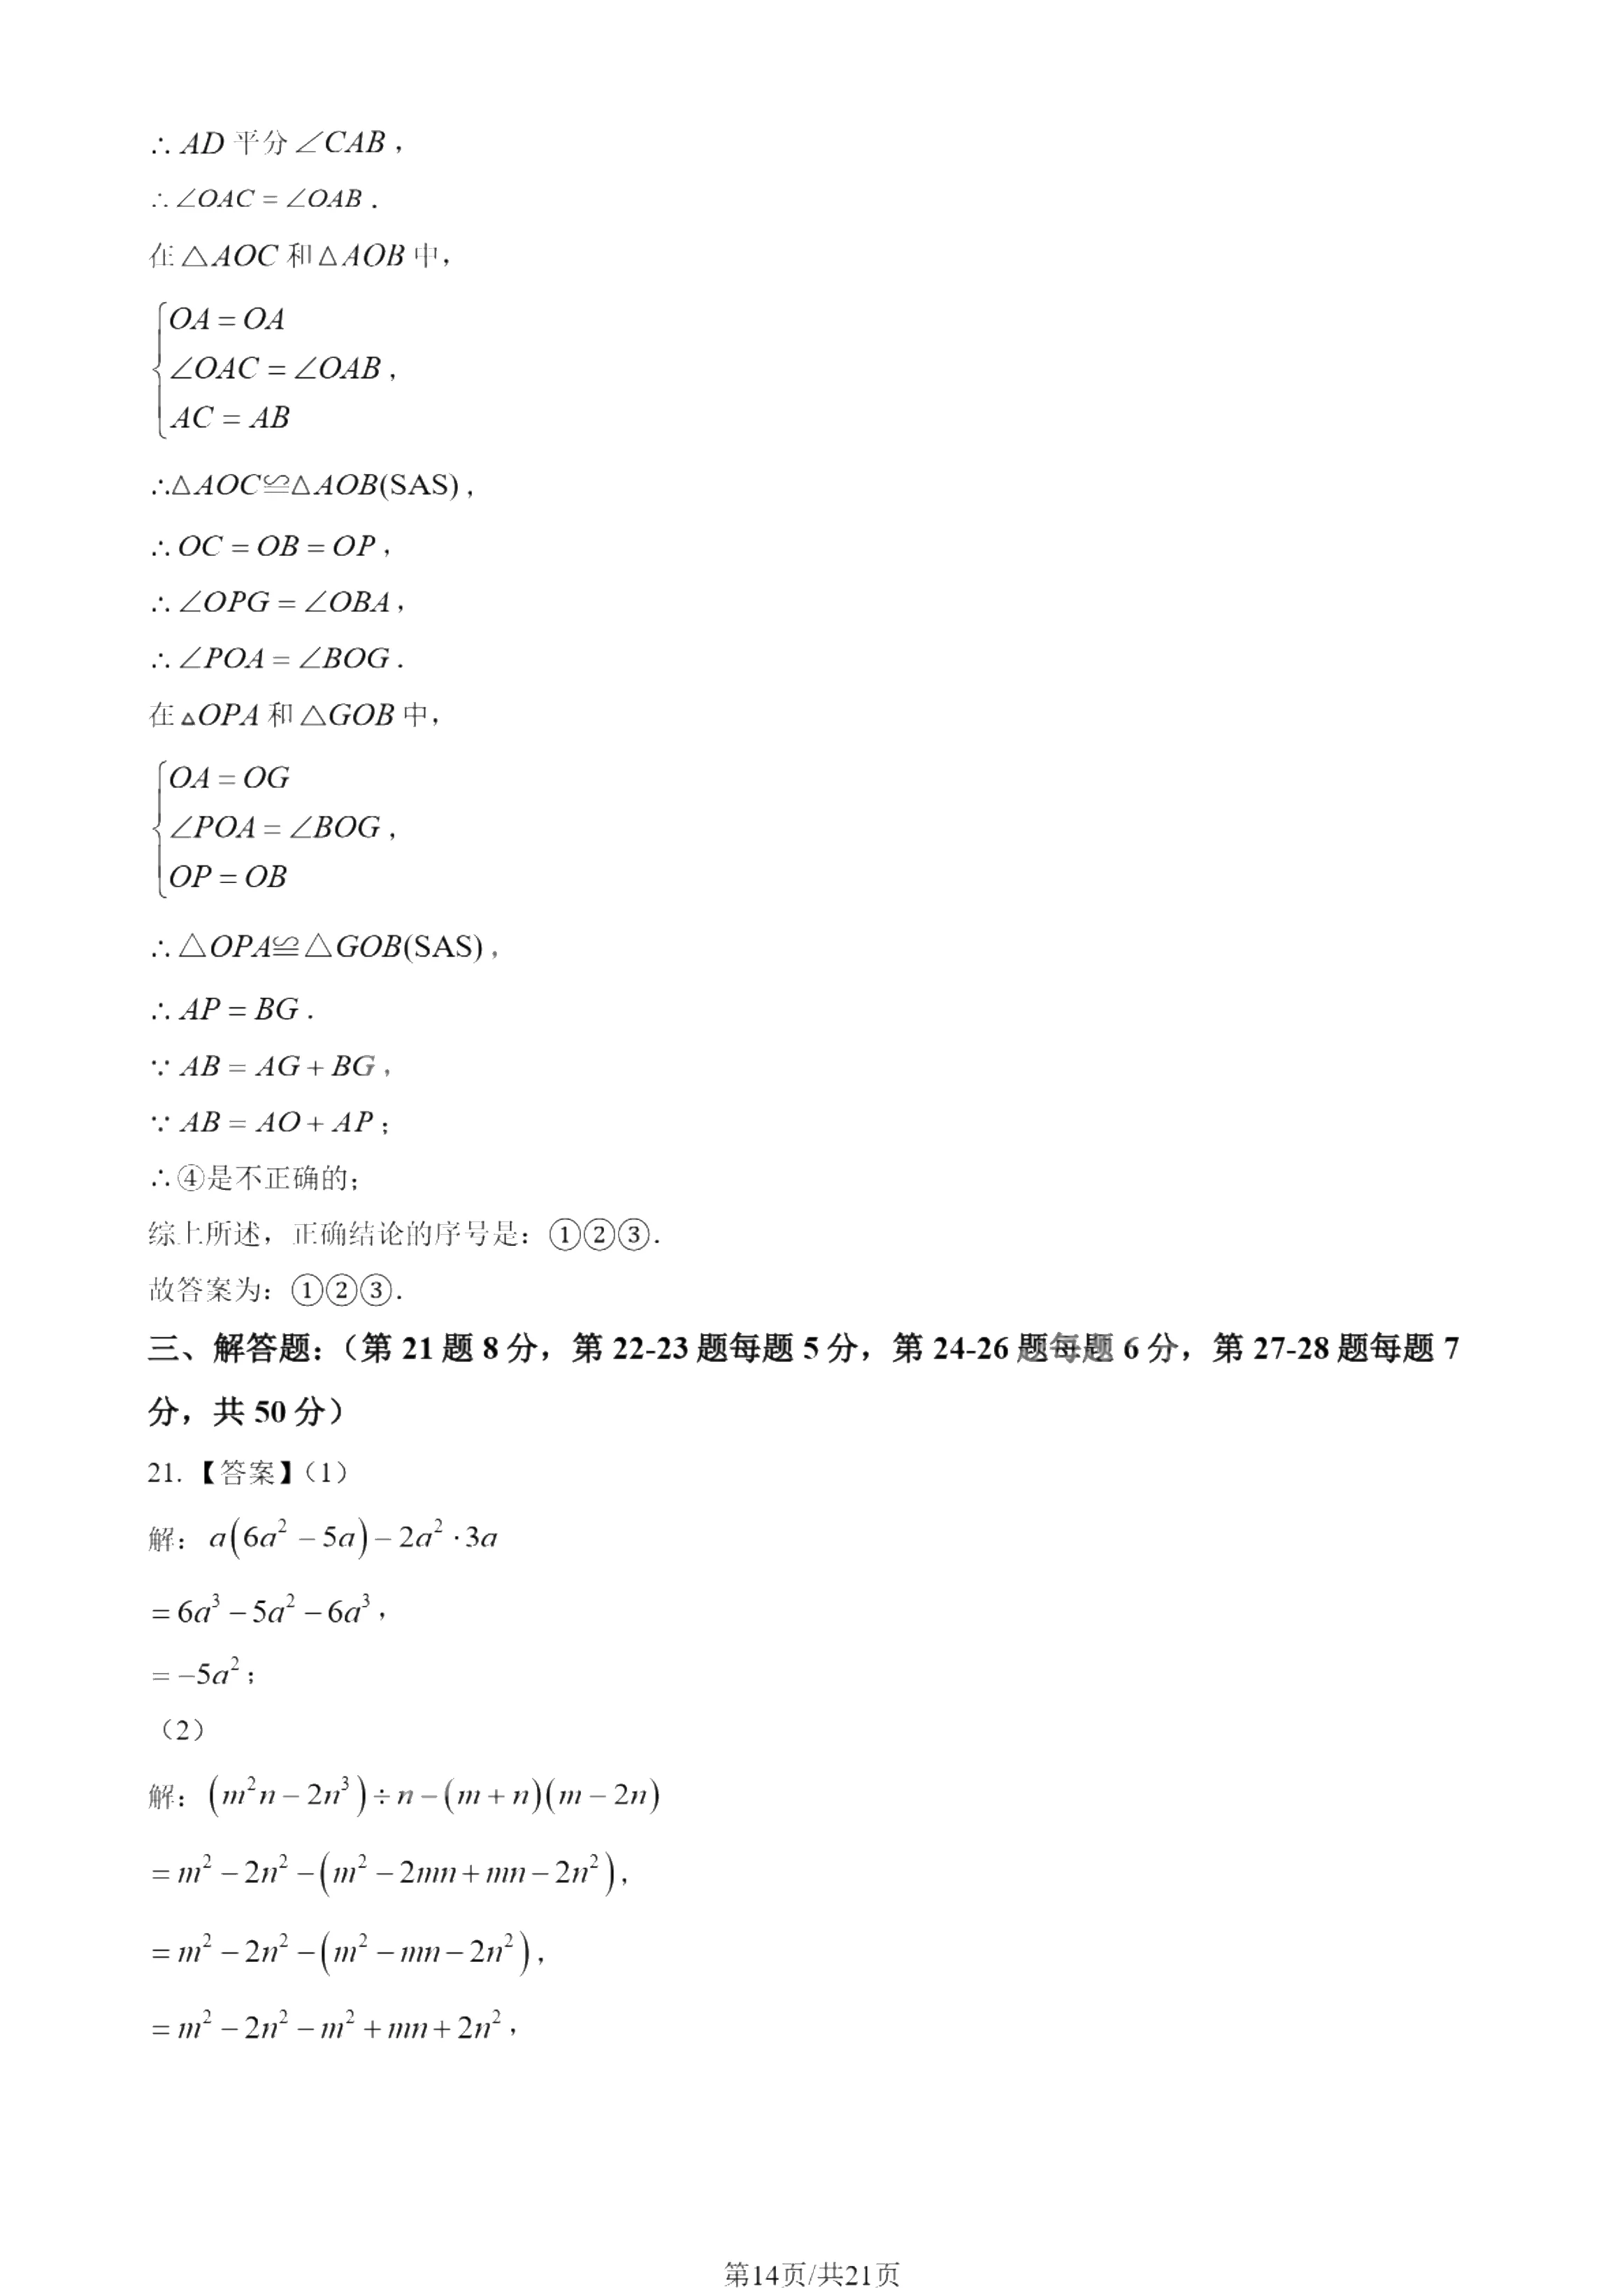 ∴ AD 平分∠CAB，
∴ ∠OAC = ∠OAB．
在△AOC 和△AOB 中，
OA = OA
∠OAC = ∠OAB，
AC = AB
∴△AOC≌△AOB(SAS)，
∴ OC = OB = OP，
∴ ∠OPG = ∠OBA，
∴ ∠POA = ∠BOG．
在△OPA 和△GOB 中，
OA = OG
∠POA = ∠BOG，
OP = OB
∴ △OPA≌△GOB(SAS)，
∴ AP = BG．
∵ AB = AG + BG，
∵ AB = AO + AP；
∴④是不正确的；
综上所述，正确结论的序号是：①②③．
故答案为：①②③．
三、解答题：（第 21 题 8 分，第 22-23 题每题 5 分，第 24-26 题每题 6 分，第 27-28 题每题 7
分，共 50 分）
21. 【答案】（1）
解：a(6a² − 5a) − 2a² · 3a
= 6a³ − 5a² − 6a³，
= −5a²；
（2）
解：(m²n − 2n³) ÷ n − (m + n)(m − 2n)
= m² − 2n² − (m² − 2mn + mn − 2n²)，
= m² − 2n² − (m² − mn − 2n²)，
= m² − 2n² − m² + mn + 2n²，
第14页/共21页